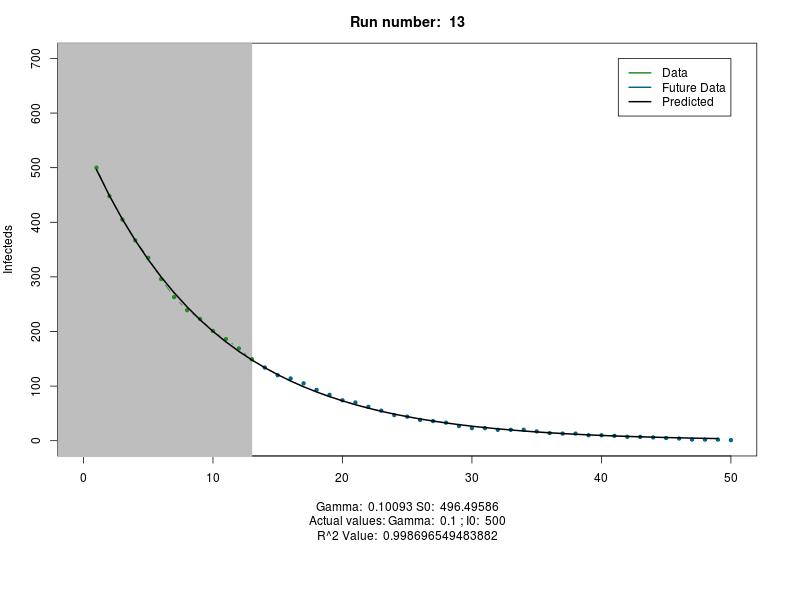 Run number:  13
700
600
500
400
300
200
100
0
Infecteds
Data
Future Data
Predicted
0 10 20 30 40 50
Gamma:  0.10093 S0:  496.49586
Actual values: Gamma:  0.1 ; I0:  500
R^2 Value:  0.998696549483882